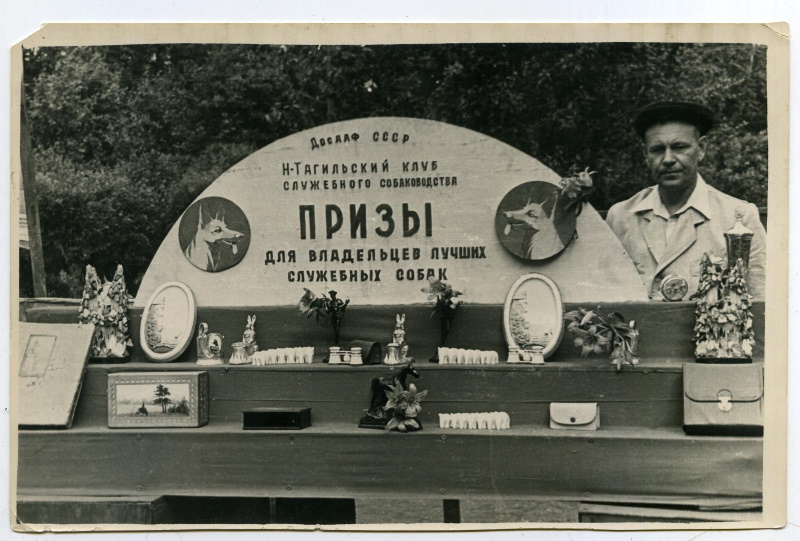 ДОСААФ СССР
Н-ТАГИЛЬСКИЙ КЛУБ
СЛУЖЕБНОГО СОБАКОВОДСТВА
ПРИЗЫ
ДЛЯ ВЛАДЕЛЬЦЕВ ЛУЧШИХ
СЛУЖЕБНЫХ СОБАК